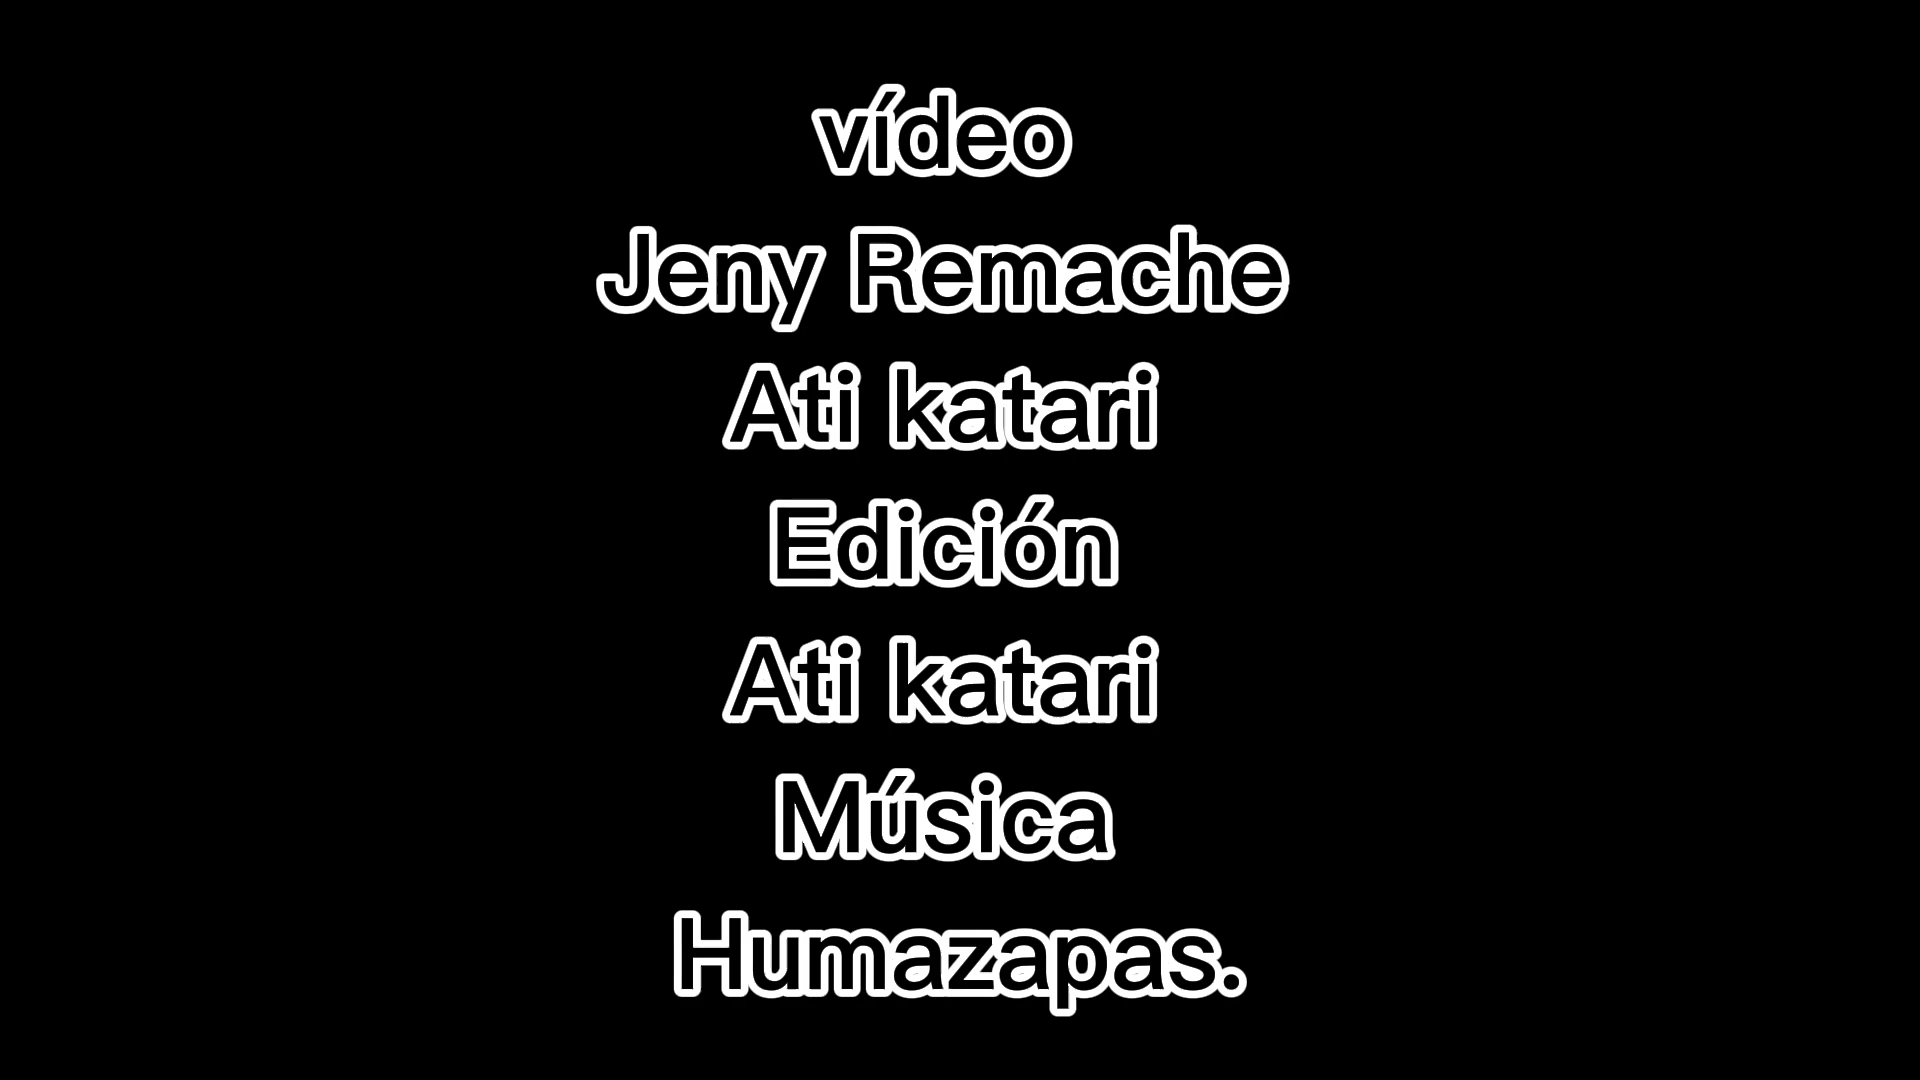 vídeo
Jeny Remache
Ati katari
Edición
Ati katari
Música
Humazapas.